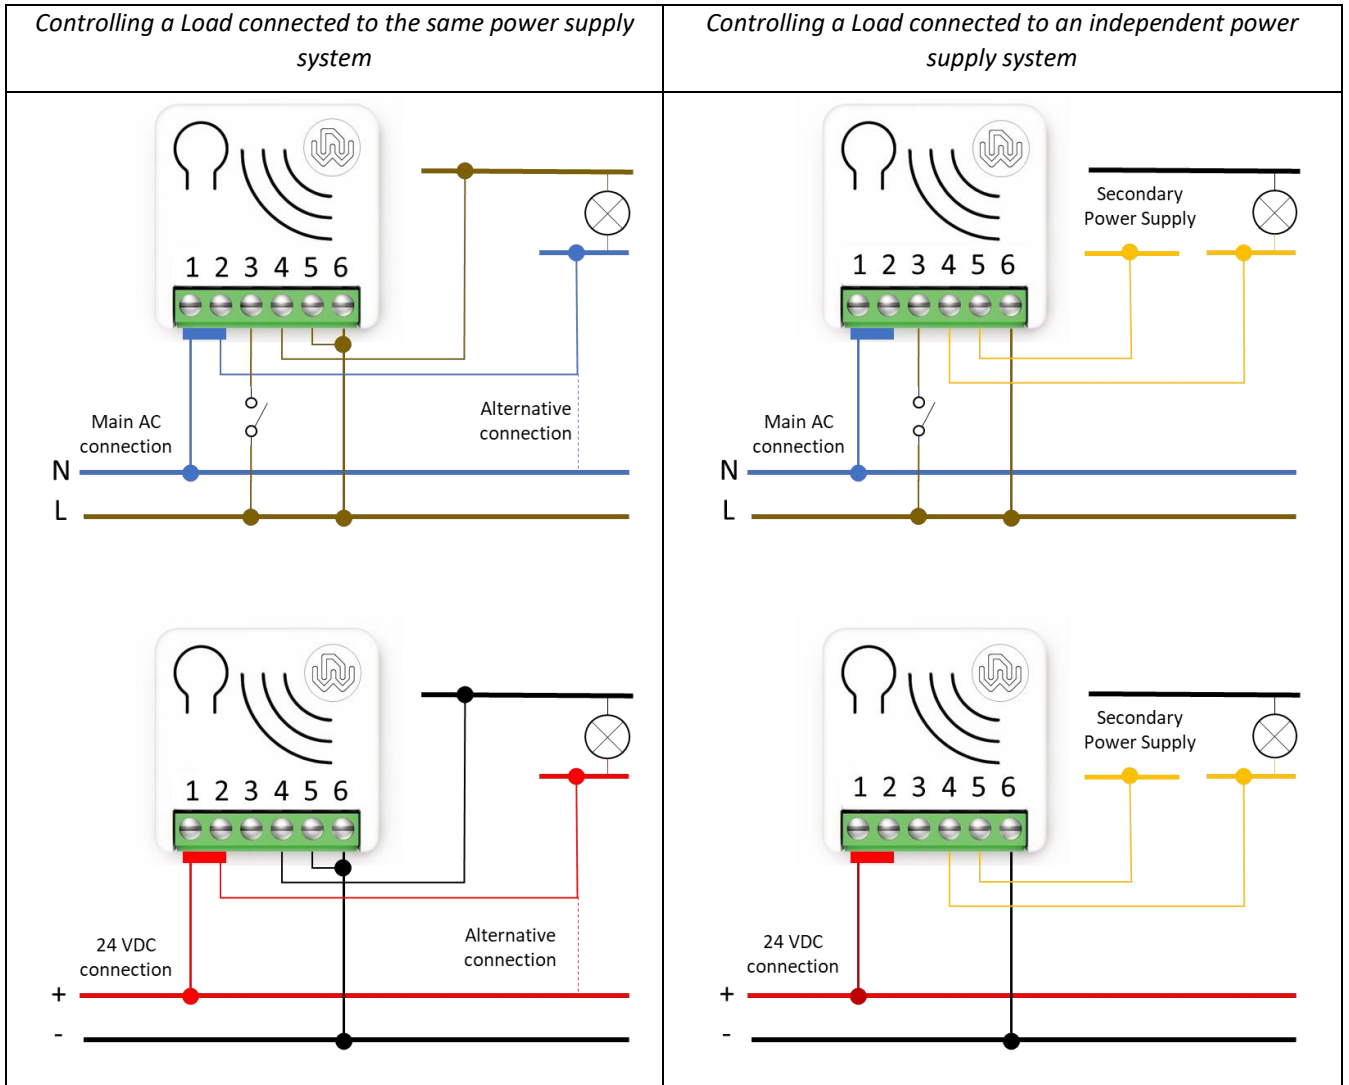 Controlling a Load connected to the same power supply
system
Controlling a Load connected to an independent power
supply system
1 2 3 4 5 6
Main AC
connection
Alternative
connection
N
L
Secondary
Power Supply
1 2 3 4 5 6
Main AC
connection
N
L
1 2 3 4 5 6
24 VDC
connection
Alternative
connection
+
-
Secondary
Power Supply
1 2 3 4 5 6
24 VDC
connection
+
-